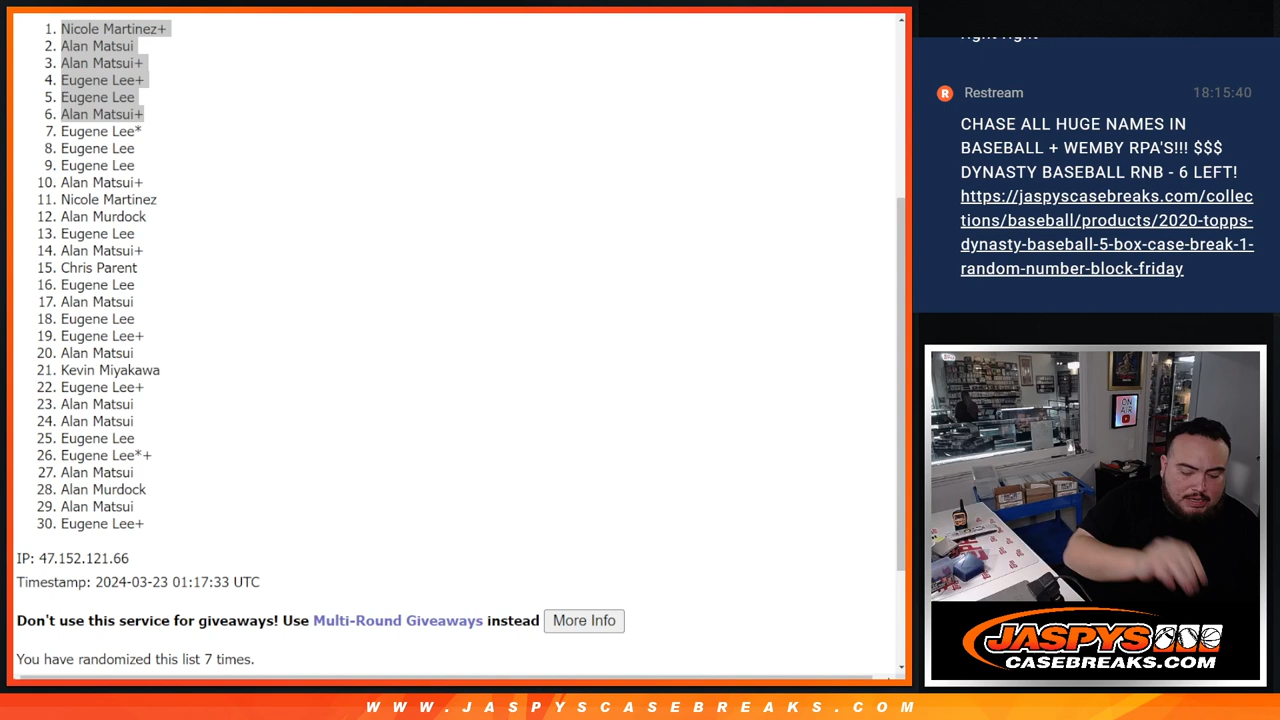 1. Nicole Martinez+
2. Alan Matsui
3. Alan Matsui+
4. Eugene Lee+
5. Eugene Lee
6. Alan Matsui+
7. Eugene Lee*
8. Eugene Lee
9. Eugene Lee
10. Alan Matsui+
11. Nicole Martinez
12. Alan Murdock
13. Eugene Lee
14. Alan Matsui+
15. Chris Parent
16. Eugene Lee
17. Alan Matsui
18. Eugene Lee
19. Eugene Lee+
20. Alan Matsui
21. Kevin Miyakawa
22. Eugene Lee+
23. Alan Matsui
24. Alan Matsui
25. Eugene Lee
26. Eugene Lee*+
27. Alan Matsui
28. Alan Murdock
29. Alan Matsui
30. Eugene Lee+
IP: 47.152.121.66
Timestamp: 2024-03-23 01:17:33 UTC
Don't use this service for giveaways! Use Multi-Round Giveaways instead More Info
You have randomized this list 7 times.
R Restream 18:15:40
CHASE ALL HUGE NAMES IN
BASEBALL + WEMBY RPA'S!!! $$$
DYNASTY BASEBALL RNB - 6 LEFT!
https://jaspyscasebreaks.com/collec
tions/baseball/products/2020-topps-
dynasty-baseball-5-box-case-break-1-
random-number-block-friday
ON
AIR
JASPYS
CASEBREAKS.COM
WWW.JASPYSCASEBREAKS.COM